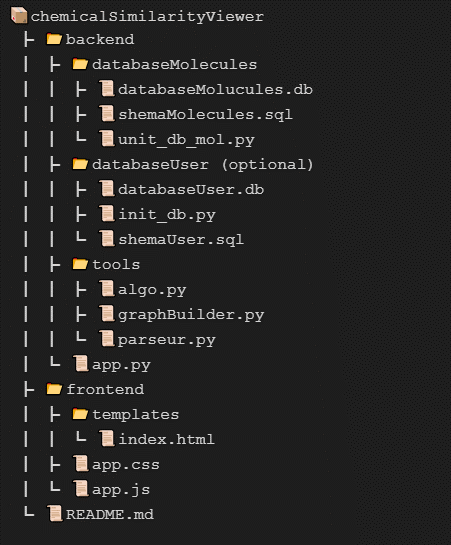 chemicalSimilarityViewer
backend
databaseMolecules
databaseMolucules.db
shemaMolecules.sql
unit_db_mol.py
databaseUser (optional)
databaseUser.db
init_db.py
shemaUser.sql
tools
algo.py
graphBuilder.py
parseur.py
app.py
frontend
templates
index.html
app.css
app.js
README.md